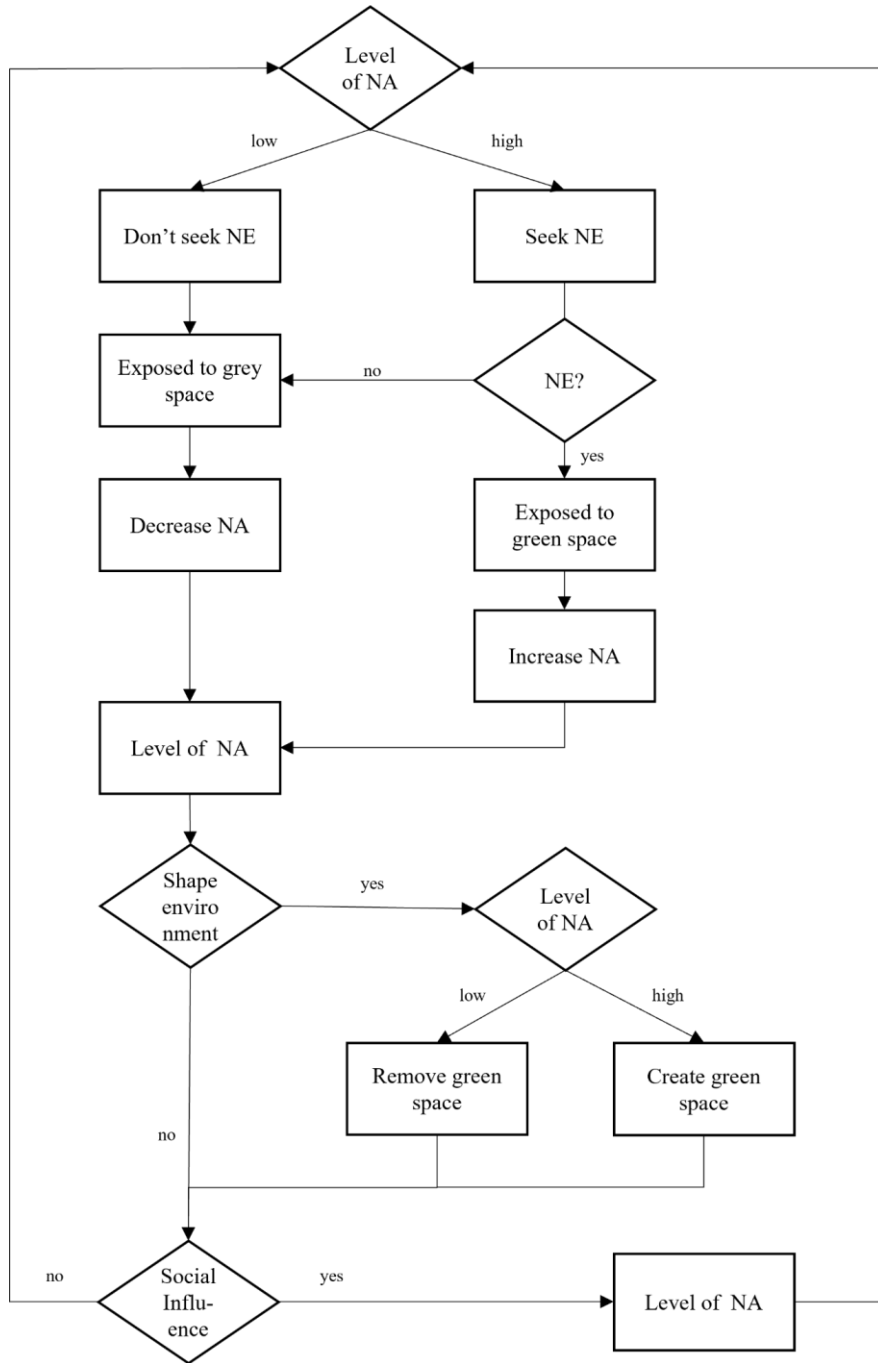 Level
of NA
low
high
Don't seek NE
Seek NE
Exposed to grey
space
no
NE?
yes
Decrease NA
Exposed to
green space
Increase NA
Level of  NA
Shape
enviro
nment
yes
Level
of NA
low
high
Remove green
space
Create green
space
no
no
Social
Influ-
ence
yes
Level of  NA